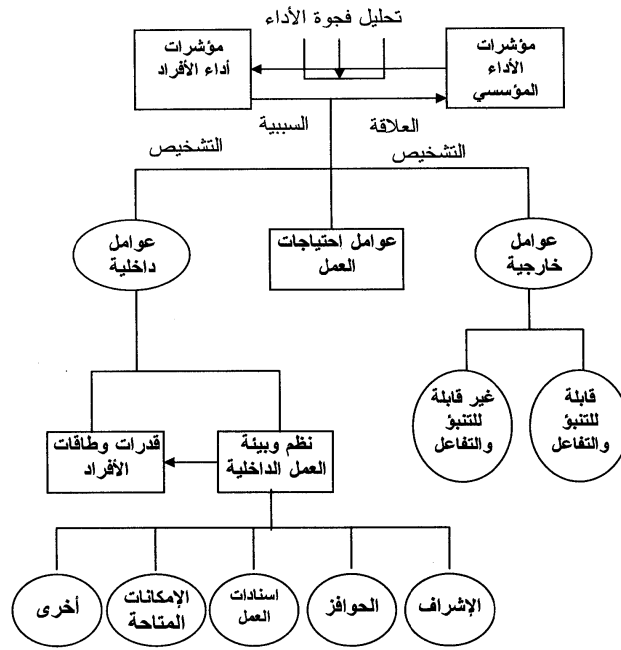 تحليل فجوة الأداء
مؤشرات
الأداء
المؤسسي
مؤشرات
أداء الأفراد
العلاقة
السببية
التشخيص
التشخيص
عوامل
خارجية
عوامل احتياجات
العمل
عوامل
داخلية
قابلة
للتنبؤ
والتفاعل
غير قابلة
للتنبؤ
والتفاعل
نظم وبيئة
العمل الداخلية
قدرات وطاقات
الأفراد
الإشراف
الحوافز
اسنادات
العمل
الإمكانات
المتاحة
أخرى